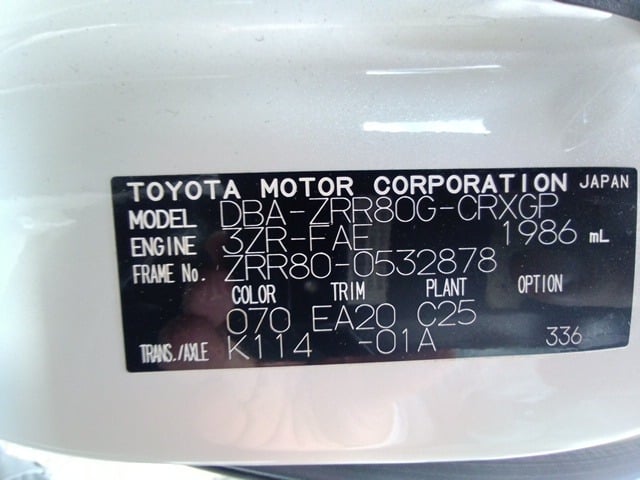 TOYOTA MOTOR CORPORATION JAPAN
MODEL DBA-ZRR80G-CRXGP
ENGINE 3ZR-FAE 1986 mL
FRAME No. ZRR80-0532878
COLOR TRIM PLANT OPTION
070 EA20 C25
TRANS./AXLE K114 -01A 336